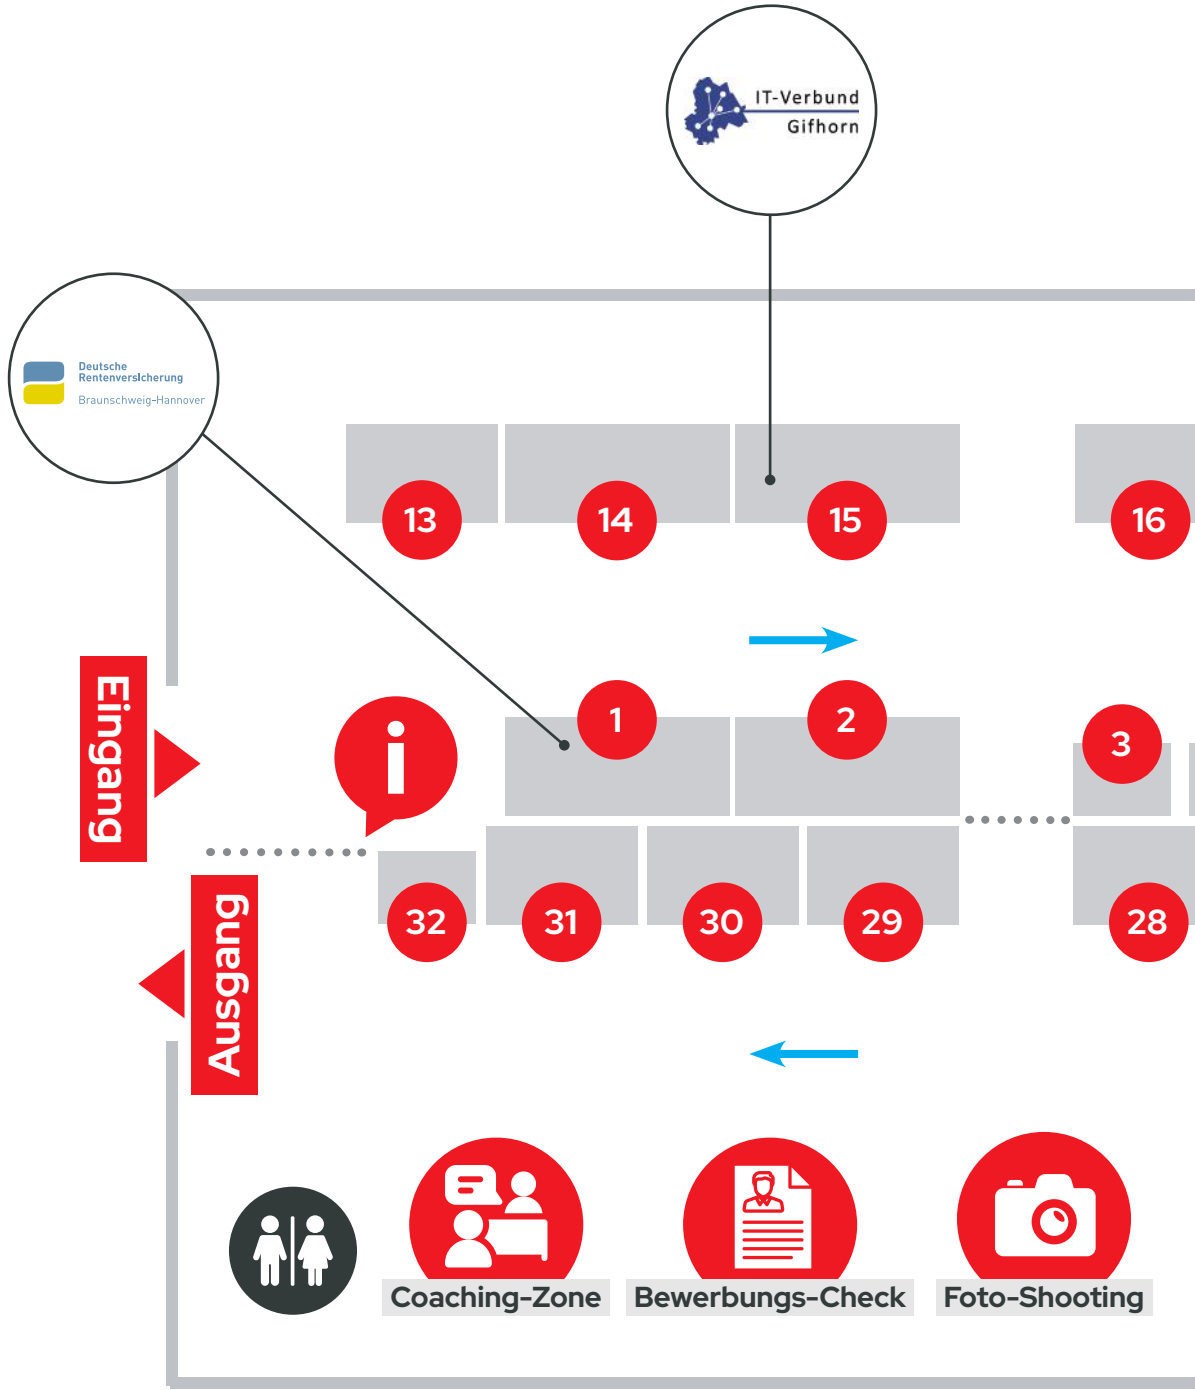 IT-Verbund
Gifhorn
Deutsche
Rentenversicherung
Braunschweig-Hannover
13
14
15
16
Eingang
i
1
2
3
Ausgang
32
31
30
29
28
Coaching-Zone
Bewerbungs-Check
Foto-Shooting